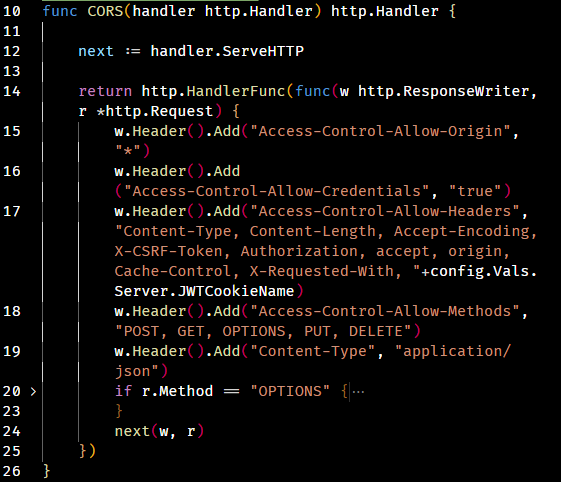 10 func CORS(handler http.Handler) http.Handler {
11
12 next := handler.ServeHTTP
13
14 return http.HandlerFunc(func(w http.ResponseWriter,
r *http.Request) {
15 w.Header().Add("Access-Control-Allow-Origin",
"*")
16 w.Header().Add
("Access-Control-Allow-Credentials", "true")
17 w.Header().Add("Access-Control-Allow-Headers",
"Content-Type, Content-Length, Accept-Encoding,
X-CSRF-Token, Authorization, accept, origin,
Cache-Control, X-Requested-With, "+config.Vals.
Server.JWTCookieName)
18 w.Header().Add("Access-Control-Allow-Methods",
"POST, GET, OPTIONS, PUT, DELETE")
19 w.Header().Add("Content-Type", "application/
json")
20 > if r.Method == "OPTIONS" {⋯
23 }
24 next(w, r)
25 })
26 }